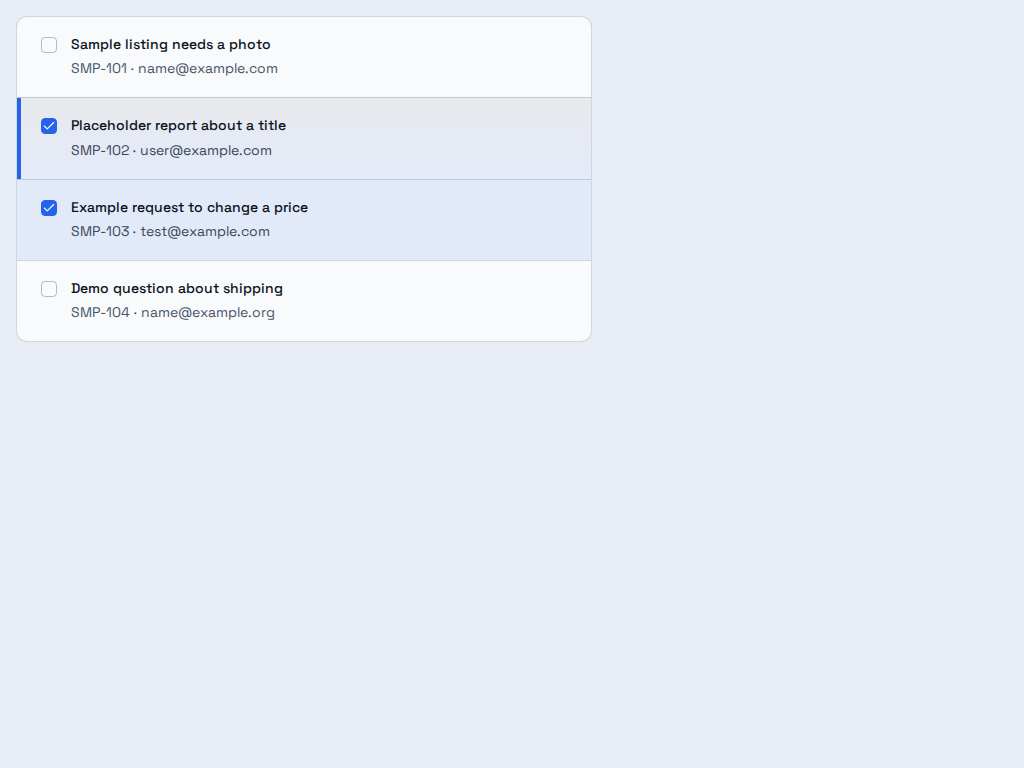 Sample listing needs a photo
SMP-101 · name@example.com
Placeholder report about a title
SMP-102 · user@example.com
Example request to change a price
SMP-103 · test@example.com
Demo question about shipping
SMP-104 · name@example.org